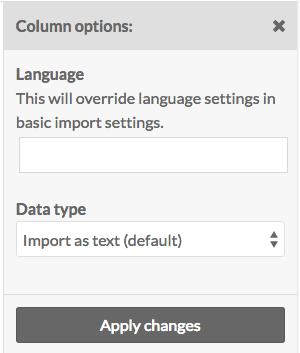 Column options:
Language
This will override language settings in
basic import settings.
Data type
Import as text (default)
Apply changes